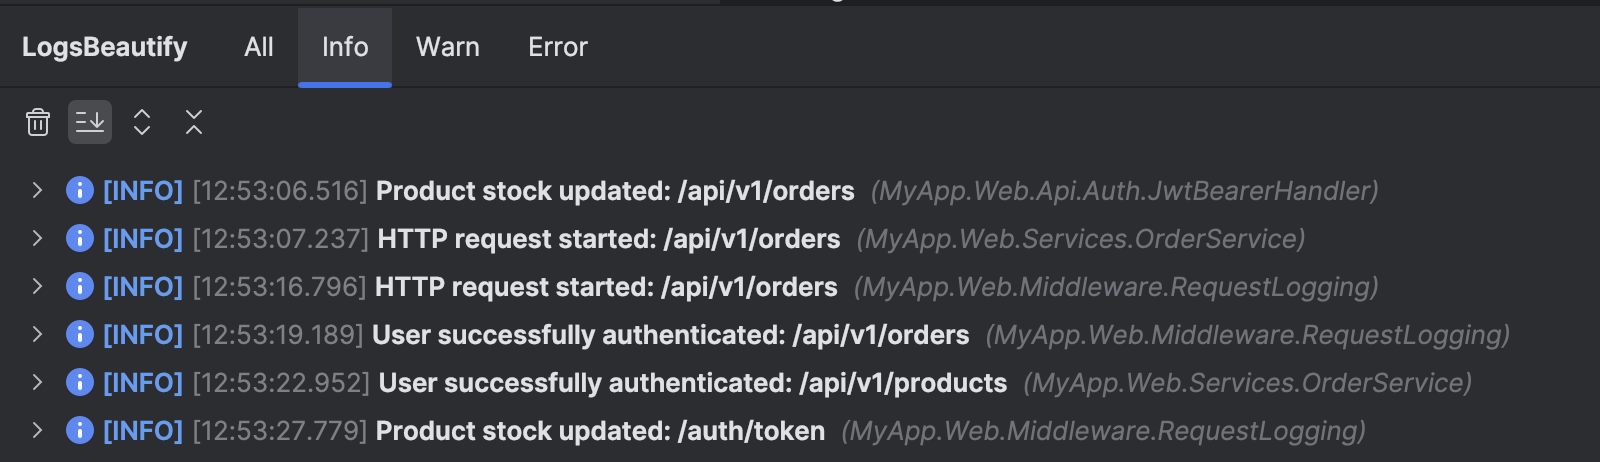 LogsBeautify All Info Warn Error
[INFO] [12:53:06.516] Product stock updated: /api/v1/orders (MyApp.Web.Api.Auth.JwtBearerHandler)
[INFO] [12:53:07.237] HTTP request started: /api/v1/orders (MyApp.Web.Services.OrderService)
[INFO] [12:53:16.796] HTTP request started: /api/v1/orders (MyApp.Web.Middleware.RequestLogging)
[INFO] [12:53:19.189] User successfully authenticated: /api/v1/orders (MyApp.Web.Middleware.RequestLogging)
[INFO] [12:53:22.952] User successfully authenticated: /api/v1/products (MyApp.Web.Services.OrderService)
[INFO] [12:53:27.779] Product stock updated: /auth/token (MyApp.Web.Middleware.RequestLogging)